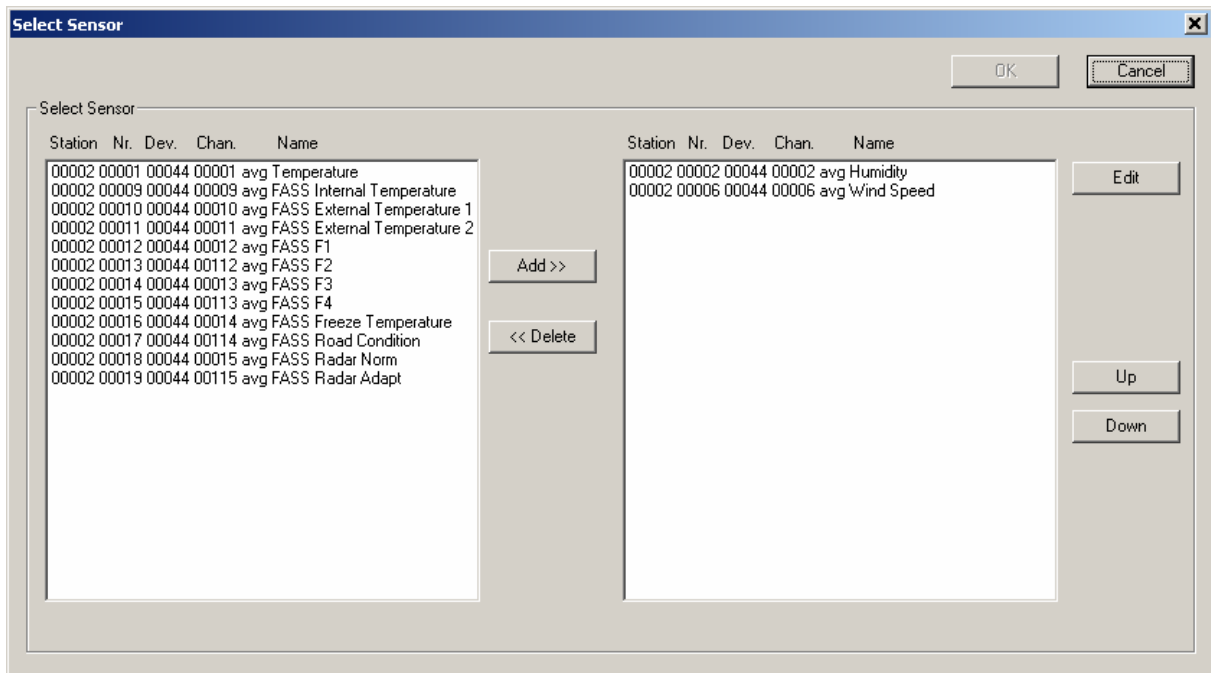 Select Sensor
OK
Cancel
Select Sensor
Station Nr. Dev. Chan. Name
00002 00001 00044 00001 avg Temperature
00002 00009 00044 00009 avg FASS Internal Temperature
00002 00010 00044 00010 avg FASS External Temperature 1
00002 00011 00044 00011 avg FASS External Temperature 2
00002 00012 00044 00012 avg FASS F1
00002 00013 00044 00112 avg FASS F2
00002 00014 00044 00013 avg FASS F3
00002 00015 00044 00113 avg FASS F4
00002 00016 00044 00014 avg FASS Freeze Temperature
00002 00017 00044 00114 avg FASS Road Condition
00002 00018 00044 00015 avg FASS Radar Norm
00002 00019 00044 00115 avg FASS Radar Adapt
Add >>
<< Delete
Station Nr. Dev. Chan. Name
00002 00002 00044 00002 avg Humidity
00002 00006 00044 00006 avg Wind Speed
Edit
Up
Down